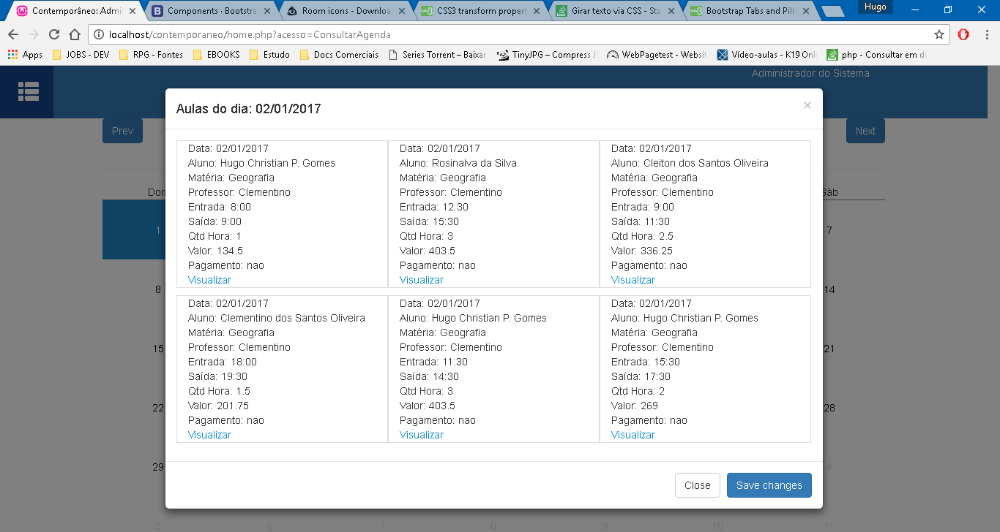 Contemporâneo: Admi
Components · Bootstra
Room icons - Downloa
CSS3 transform propert
Girar texto via CSS - Sta
Bootstrap Tabs and Pill
Hugo
localhost/contemporaneo/home.php?acesso=ConsultarAgenda
Apps
JOBS - DEV
RPG - Fontes
EBOOKS
Estudo
Docs Comerciais
Series Torrent – Baixar
TinyJPG – Compress J
WebPagetest - Websit
Vídeo-aulas - K19 Onl
php - Consultar em d
Administrador do Sistema
Prev
Next
Aulas do dia: 02/01/2017
×
Data: 02/01/2017
Aluno: Hugo Christian P. Gomes
Matéria: Geografia
Professor: Clementino
Entrada: 8:00
Saída: 9:00
Qtd Hora: 1
Valor: 134.5
Pagamento: nao
Visualizar
Data: 02/01/2017
Aluno: Rosinalva da Silva
Matéria: Geografia
Professor: Clementino
Entrada: 12:30
Saída: 15:30
Qtd Hora: 3
Valor: 403.5
Pagamento: nao
Visualizar
Data: 02/01/2017
Aluno: Cleiton dos Santos Oliveira
Matéria: Geografia
Professor: Clementino
Entrada: 9:00
Saída: 11:30
Qtd Hora: 2.5
Valor: 336.25
Pagamento: nao
Visualizar
Data: 02/01/2017
Aluno: Clementino dos Santos Oliveira
Matéria: Geografia
Professor: Clementino
Entrada: 18:00
Saída: 19:30
Qtd Hora: 1.5
Valor: 201.75
Pagamento: nao
Visualizar
Data: 02/01/2017
Aluno: Hugo Christian P. Gomes
Matéria: Geografia
Professor: Clementino
Entrada: 11:30
Saída: 14:30
Qtd Hora: 3
Valor: 403.5
Pagamento: nao
Visualizar
Data: 02/01/2017
Aluno: Hugo Christian P. Gomes
Matéria: Geografia
Professor: Clementino
Entrada: 15:30
Saída: 17:30
Qtd Hora: 2
Valor: 269
Pagamento: nao
Visualizar
Close
Save changes
Dom
Sáb
1
7
8
14
15
21
22
28
29
4
5
6
7
8
9
10
11